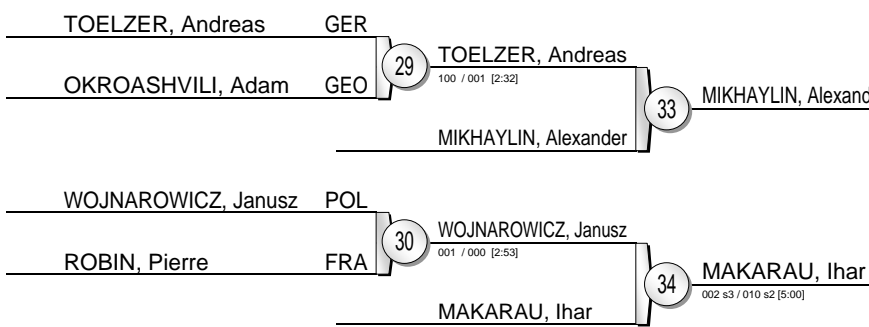 TOELZER, Andreas GER
29 TOELZER, Andreas
100 / 001 [2:32]
OKROASHVILI, Adam GEO
33 MIKHAYLIN, Alexand
MIKHAYLIN, Alexander
WOJNAROWICZ, Janusz POL
30 WOJNAROWICZ, Janusz
001 / 000 [2:53]
ROBIN, Pierre FRA
34 MAKARAU, Ihar
002 s3 / 010 s2 [5:00]
MAKARAU, Ihar